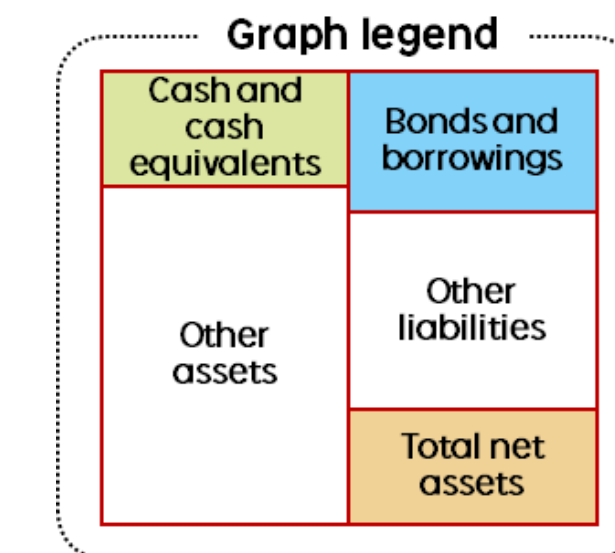 Graph legend
Cash and
cash
equivalents
Bonds and
borrowings
Other
assets
Other
liabilities
Total net
assets